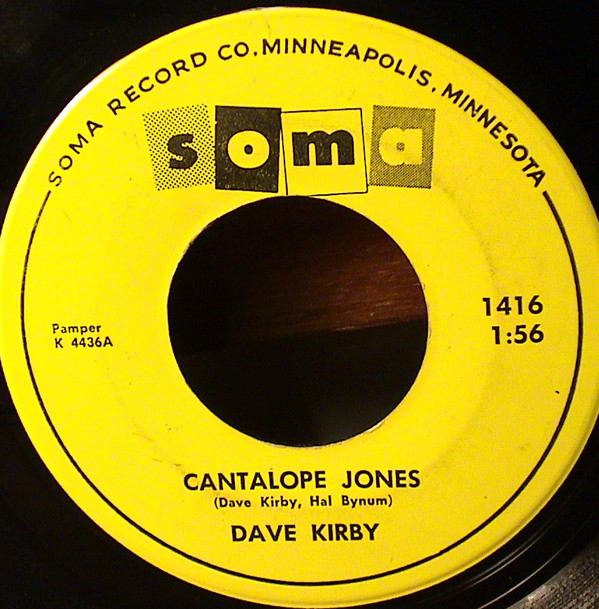 SOMA RECORD CO. MINNEAPOLIS, MINNESOTA
soma
Pamper
K 4436A
1416
1:56
CANTALOPE JONES
(Dave Kirby, Hal Bynum)
DAVE KIRBY